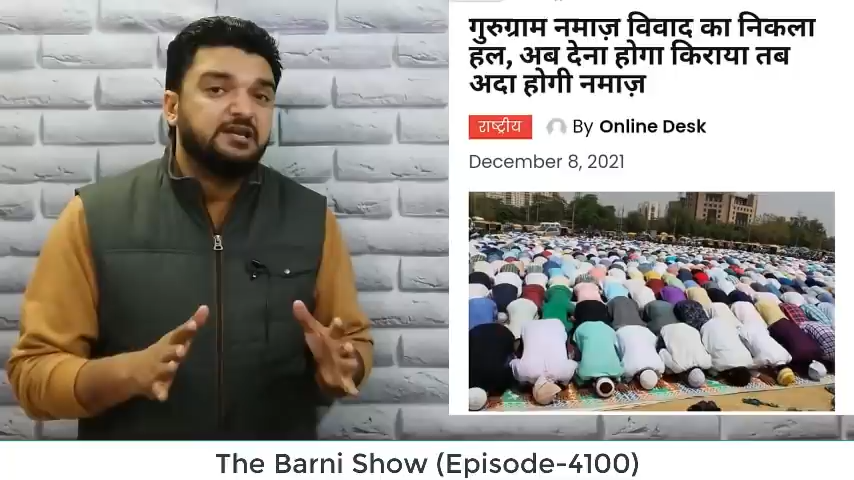 गुरुग्राम नमाज़ विवाद का निकला
हल, अब देना होगा किराया तब
अदा होगी नमाज़
राष्ट्रीय
By Online Desk
December 8, 2021
The Barni Show (Episode-4100)